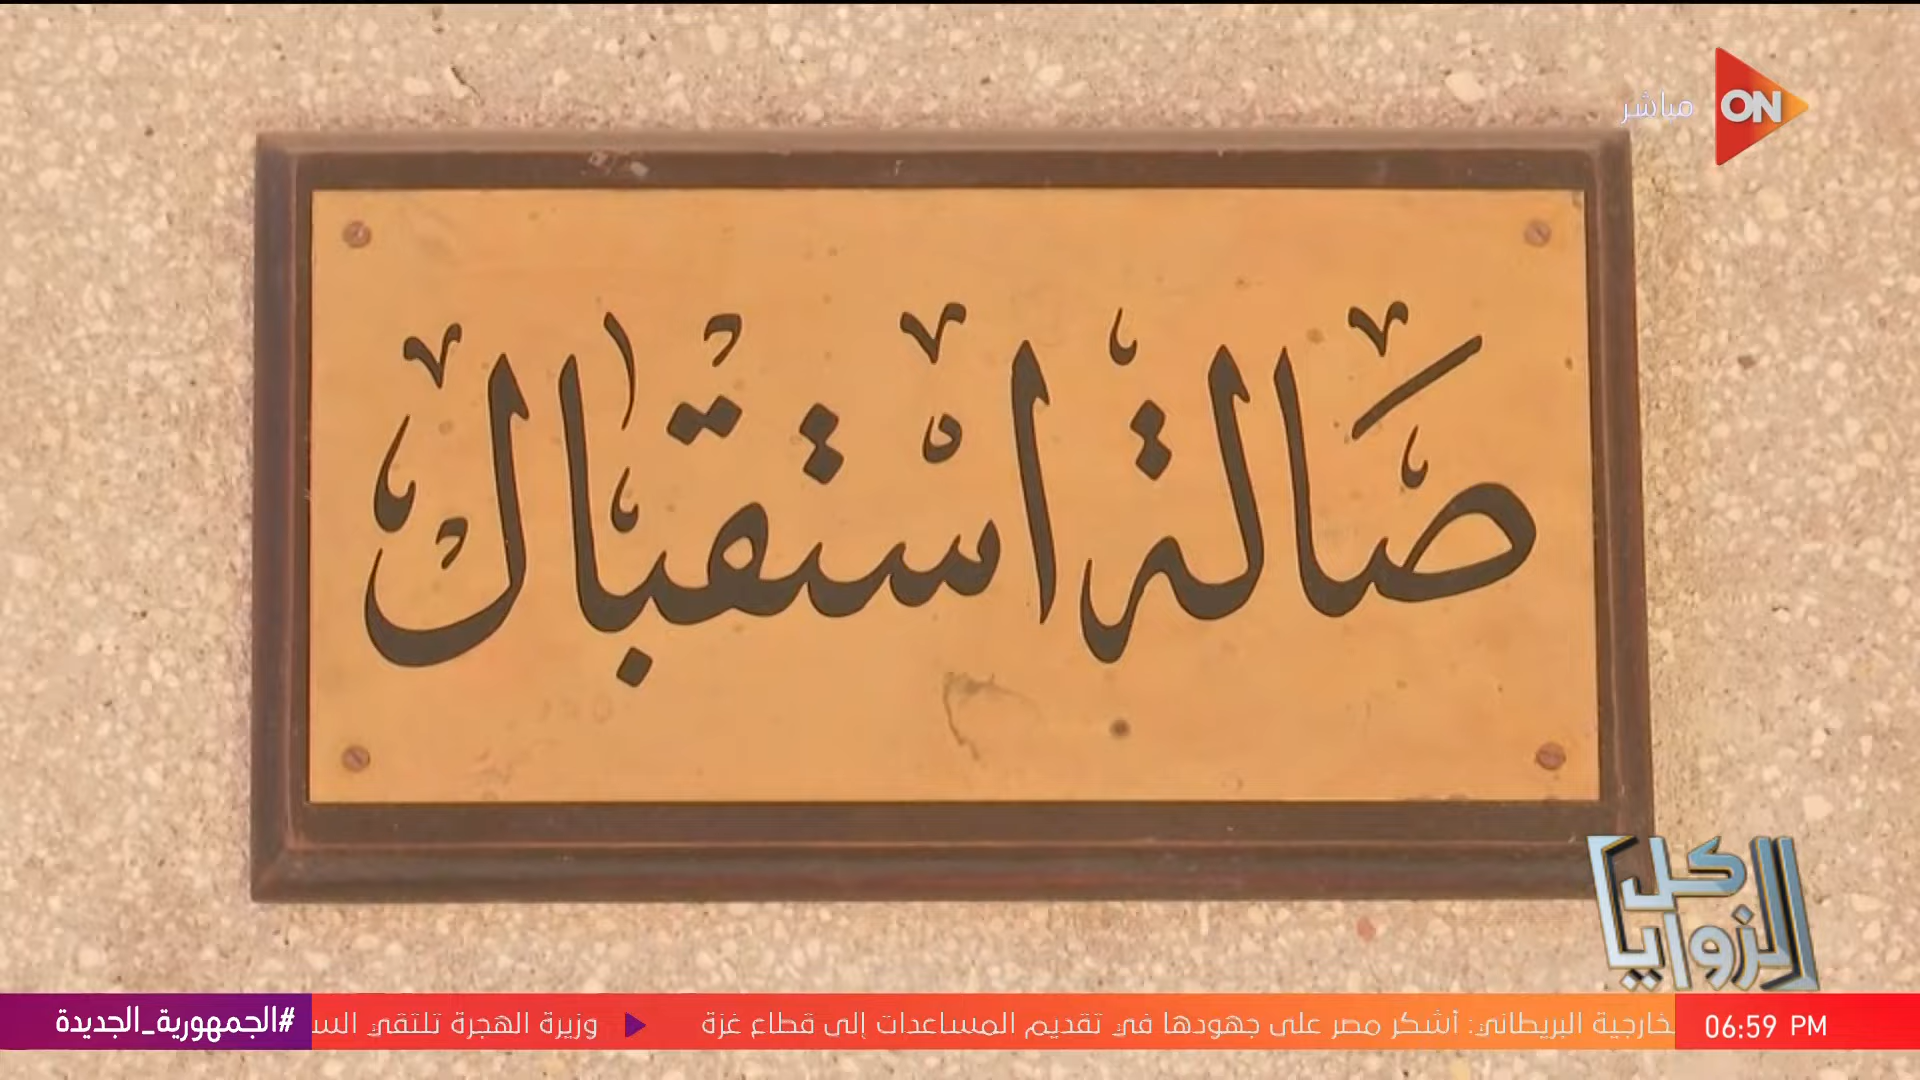 مباشر ON
صالة استقبال
كل الزوايا
06:59 PM
الخارجية البريطاني: أشكر مصر على جهودها في تقديم المساعدات إلى قطاع غزة
وزيرة الهجرة تلتقي
#الجمهورية_الجديدة